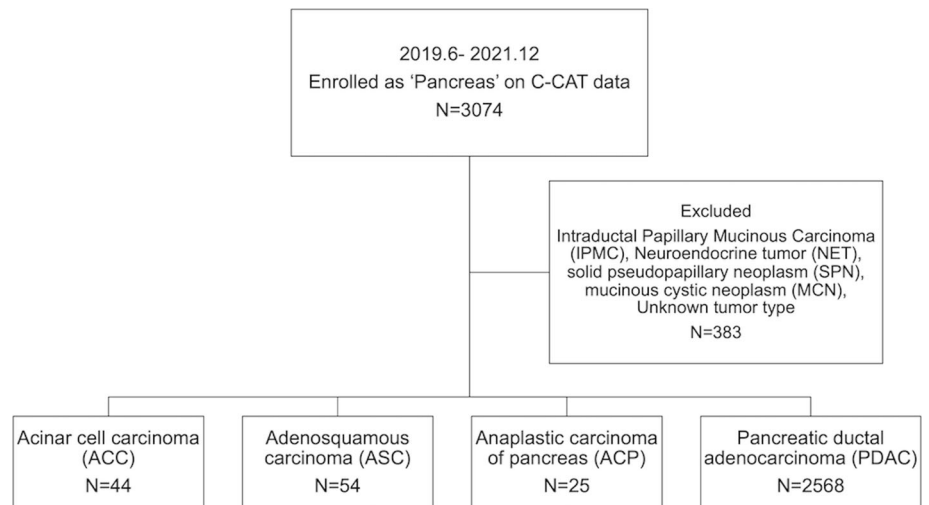 2019.6- 2021.12
Enrolled as ‘Pancreas’ on C-CAT data
N=3074
Excluded
Intraductal Papillary Mucinous Carcinoma
(IPMC), Neuroendocrine tumor (NET),
solid pseudopapillary neoplasm (SPN),
mucinous cystic neoplasm (MCN),
Unknown tumor type
N=383
Acinar cell carcinoma
(ACC)
N=44
Adenosquamous
carcinoma (ASC)
N=54
Anaplastic carcinoma
of pancreas (ACP)
N=25
Pancreatic ductal
adenocarcinoma (PDAC)
N=2568